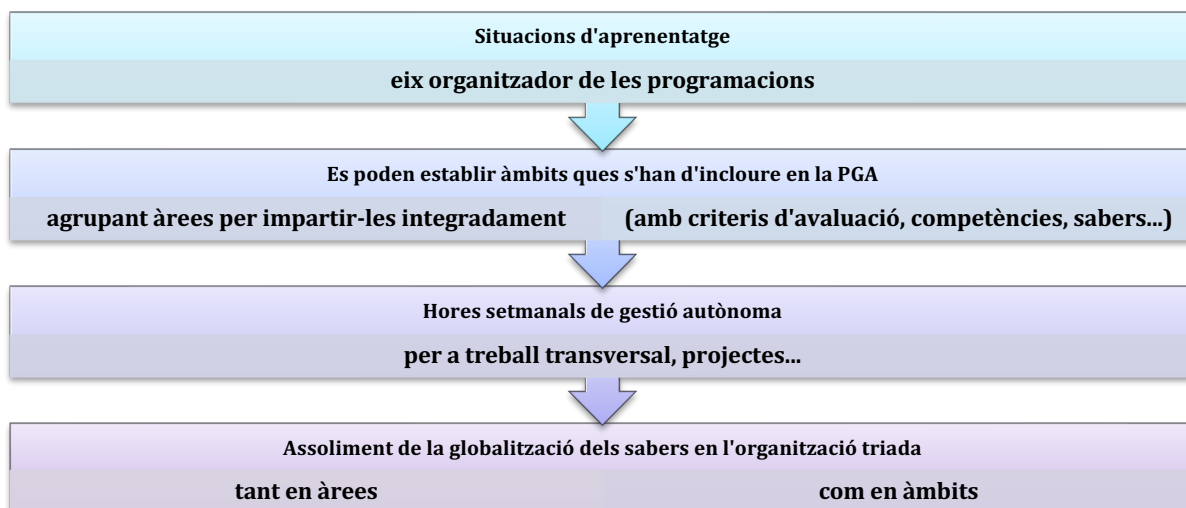 Situacions d'aprenentatge
eix organitzador de les programacions
Es poden establir àmbits ques s'han d'incloure en la PGA
agrupant àrees per impartir-les integradament
(amb criteris d'avaluació, competències, sabers...)
Hores setmanals de gestió autònoma
per a treball transversal, projectes...
Assoliment de la globalització dels sabers en l'organització triada
tant en àrees
com en àmbits